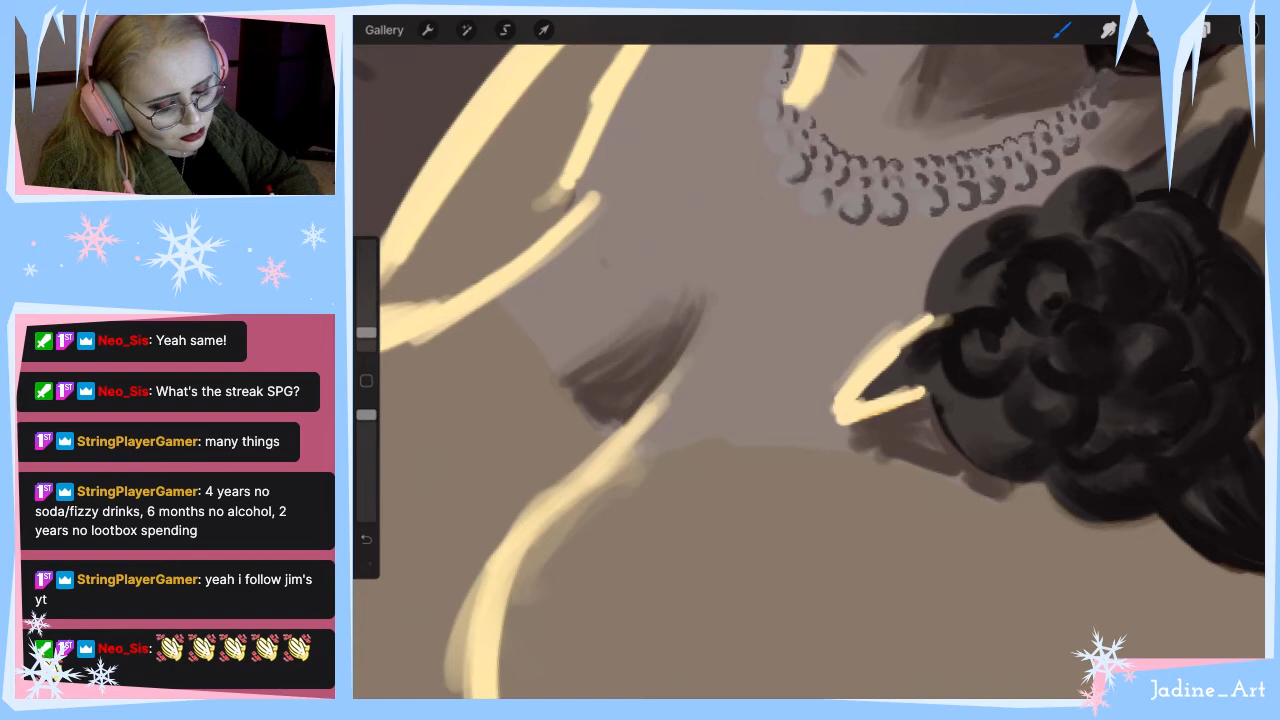 Gallery
Neo_Sis: Yeah same!
Neo_Sis: What's the streak SPG?
StringPlayerGamer: many things
StringPlayerGamer: 4 years no
soda/fizzy drinks, 6 months no alcohol, 2
years no lootbox spending
StringPlayerGamer: yeah i follow jim's
yt
Neo_Sis:
Jadine_Art